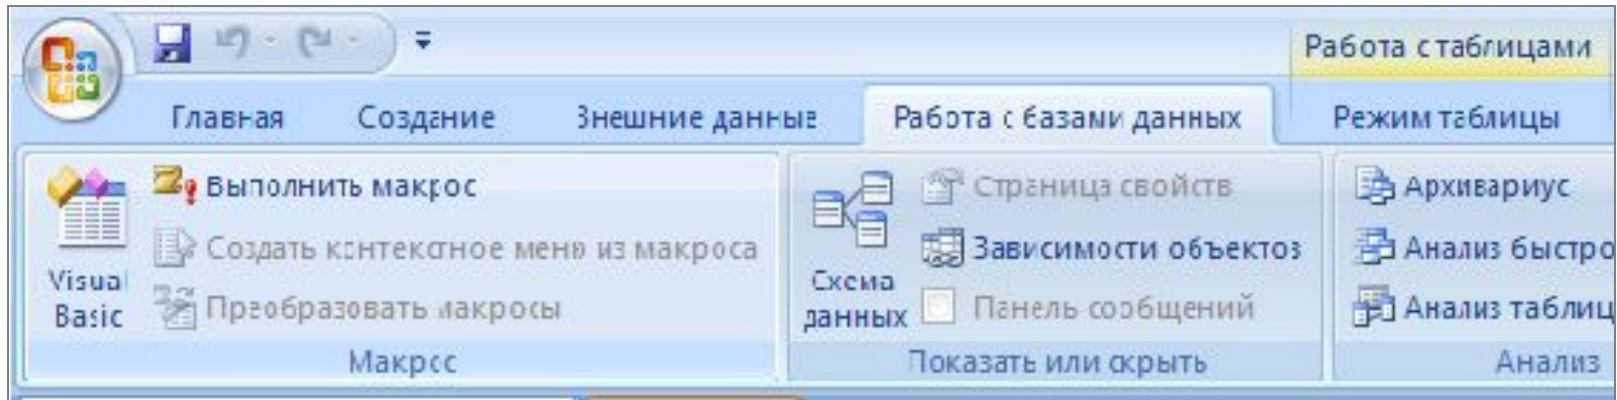 Работа с таблицами
Главная Создание Внешние данные Работа с базами данных Режим таблицы
Visual Basic
Выполнить макрос
Создать контекстное меню из макроса
Преобразовать макросы
Макрос
Схема данных
Страница свойств
Зависимости объектов
Панель сообщений
Показать или скрыть
Архивариус
Анализ быстро
Анализ таблиц
Анализ